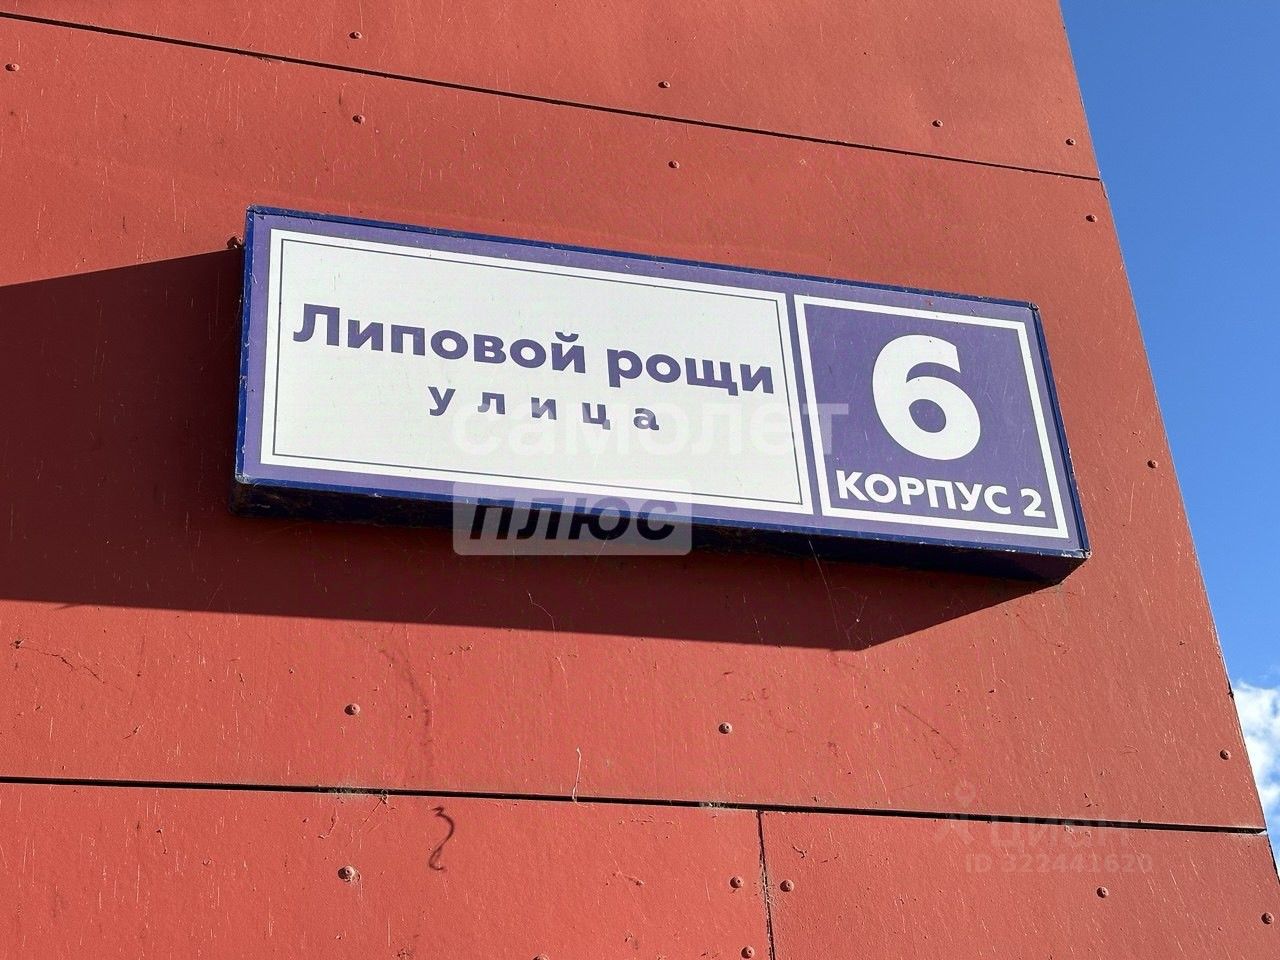 Липовой рощи
улица
6
КОРПУС 2
самолет
плюс
циан
ID 322441620